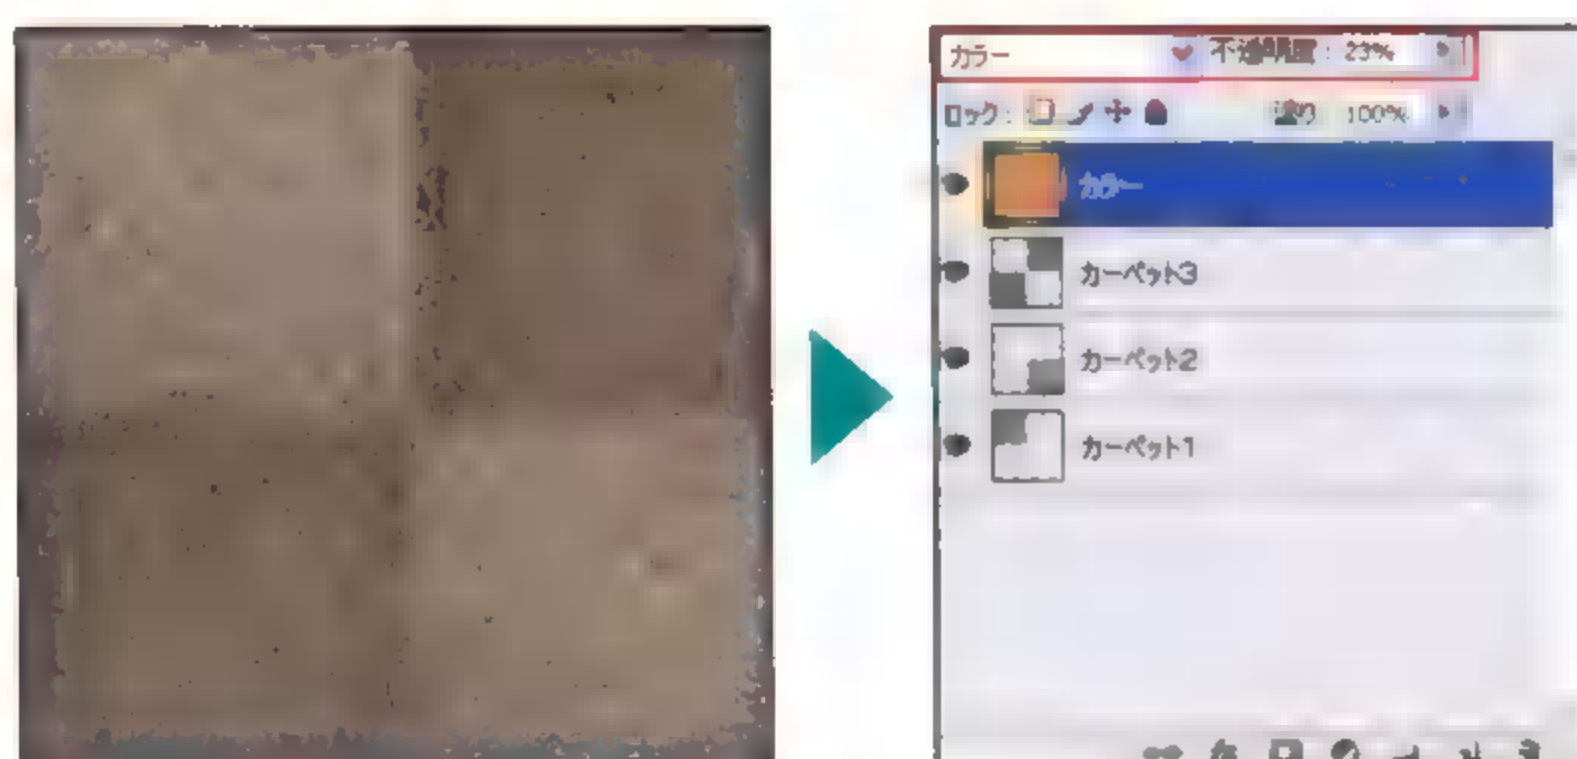 カラー 不透明度: 23%
ロック: 塗り 100%
カラー
カーペット3
カーペット2
カーペット1